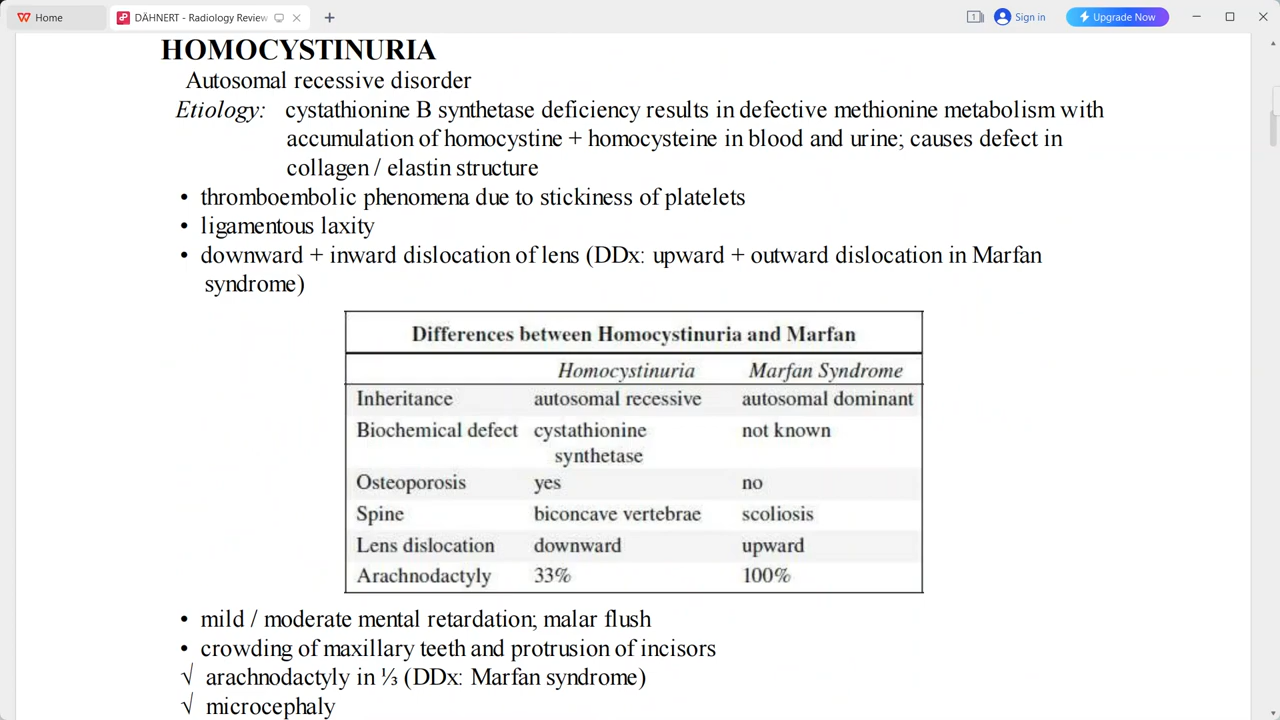 Home
DÄHNERT - Radiology Review
1
Sign in
Upgrade Now
HOMOCYSTINURIA
Autosomal recessive disorder
Etiology: cystathionine B synthetase deficiency results in defective methionine metabolism with
accumulation of homocystine + homocysteine in blood and urine; causes defect in
collagen / elastin structure
• thromboembolic phenomena due to stickiness of platelets
• ligamentous laxity
• downward + inward dislocation of lens (DDx: upward + outward dislocation in Marfan
syndrome)
Differences between Homocystinuria and Marfan
Homocystinuria Marfan Syndrome
Inheritance autosomal recessive autosomal dominant
Biochemical defect cystathionine not known
synthetase
Osteoporosis yes no
Spine biconcave vertebrae scoliosis
Lens dislocation downward upward
Arachnodactyly 33% 100%
• mild / moderate mental retardation; malar flush
• crowding of maxillary teeth and protrusion of incisors
√ arachnodactyly in ⅓ (DDx: Marfan syndrome)
√ microcephaly